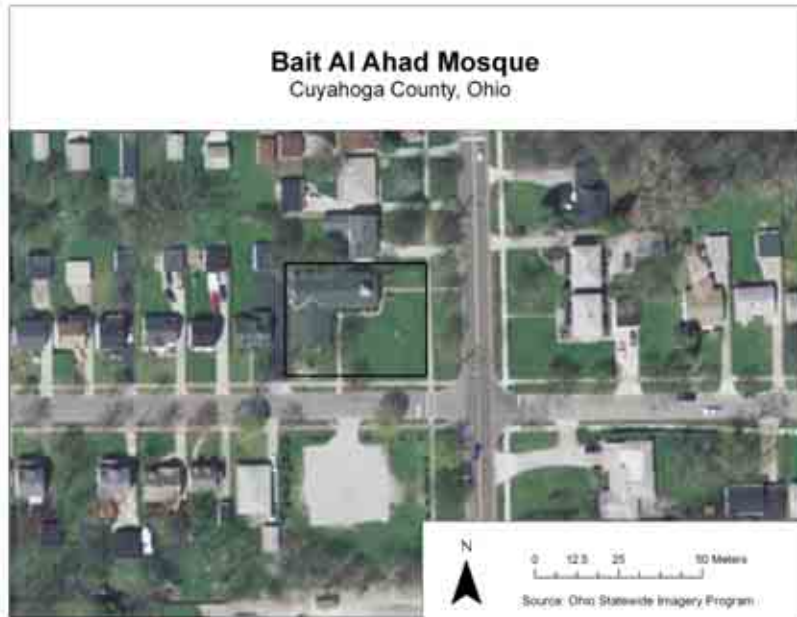 Bait Al Ahad Mosque
Cuyahoga County, Ohio
N
0 12.5 25 50 Meters
Source: Ohio Statewide Imagery Program